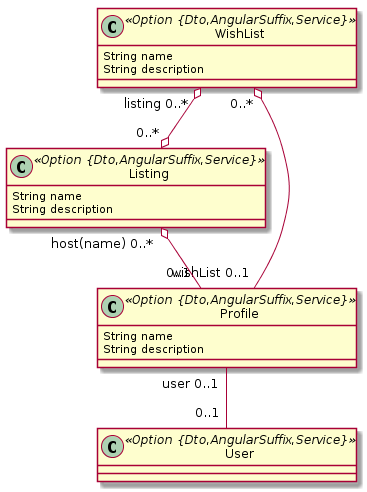 C «Option {Dto,AngularSuffix,Service}»
WishList
String name
String description
listing 0..*
0..*
0..*
C «Option {Dto,AngularSuffix,Service}»
Listing
String name
String description
host(name) 0..*
0..1
wishList 0..1
C «Option {Dto,AngularSuffix,Service}»
Profile
String name
String description
user 0..1
0..1
C «Option {Dto,AngularSuffix,Service}»
User